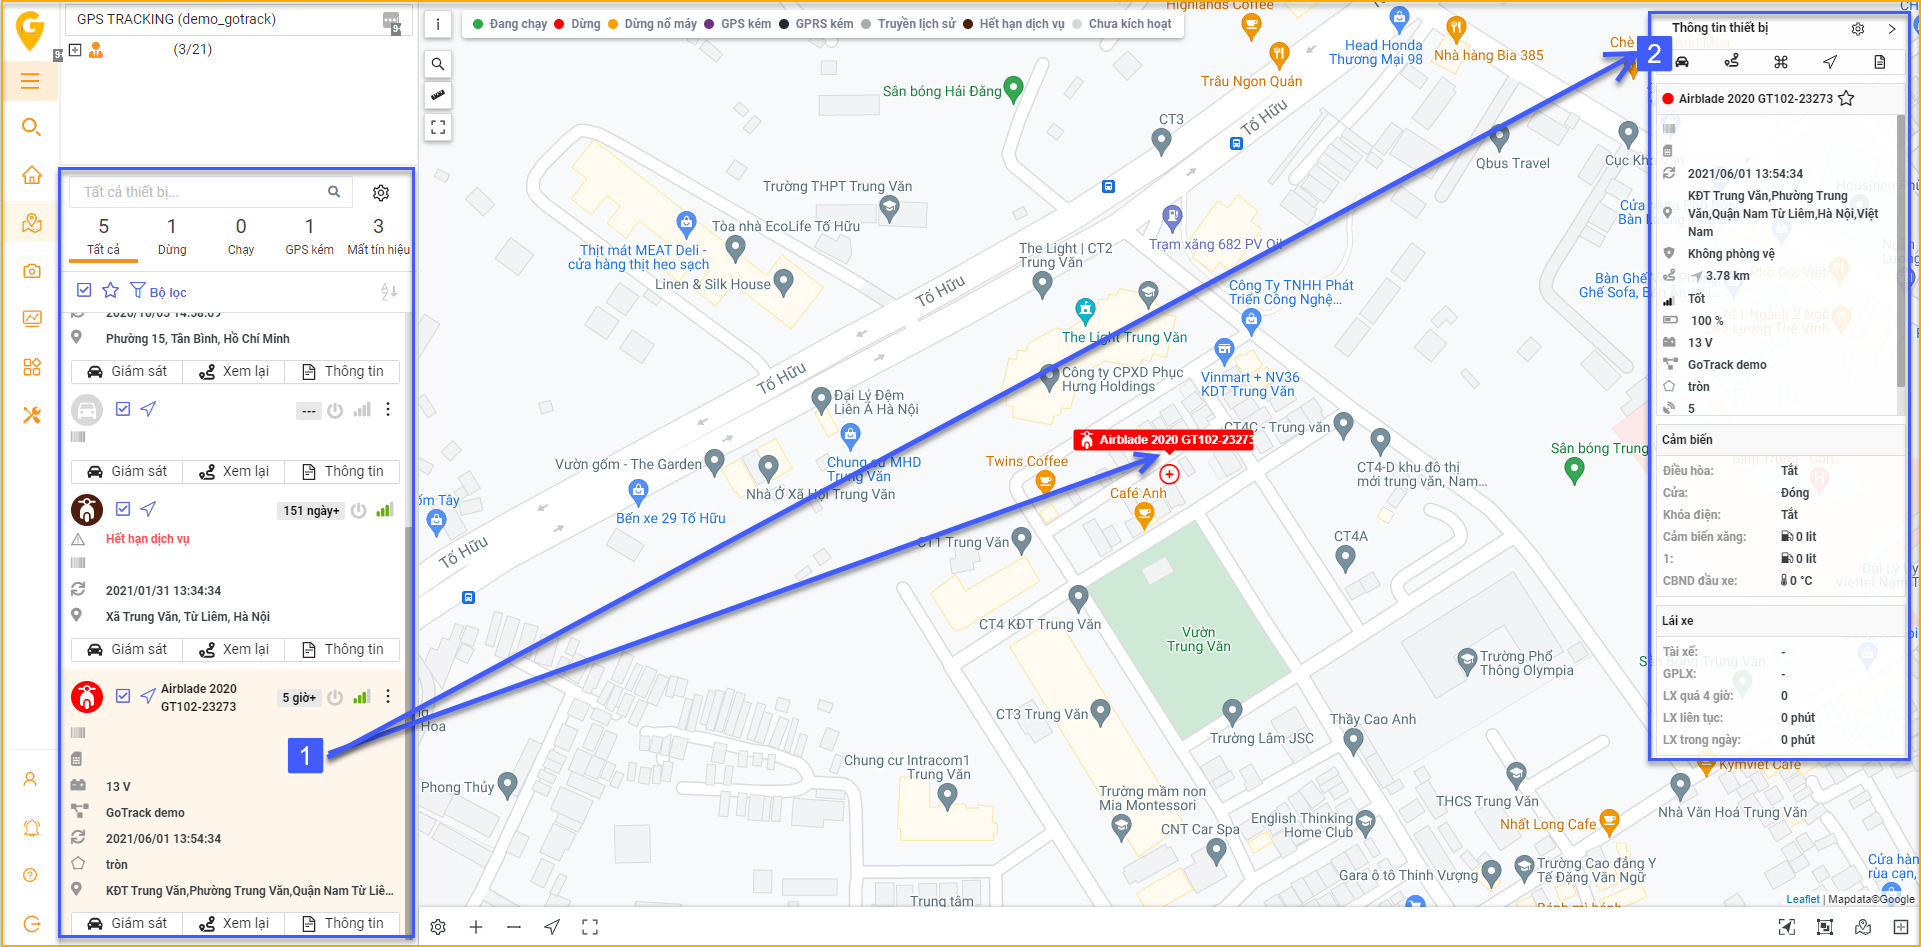 GPS TRACKING (demo_gotrack)
(3/21)
Tất cả thiết bị...
5 1 0 1 3
Tất cả Dừng Chạy GPS kém Mất tín hiệu
Bộ lọc
Phường 15, Tân Bình, Hồ Chí Minh
Giám sát Xem lại Thông tin
---
Giám sát Xem lại Thông tin
151 ngày+
Hết hạn dịch vụ
2021/01/31 13:34:34
Xã Trung Văn, Từ Liêm, Hà Nội
Giám sát Xem lại Thông tin
Airblade 2020
GT102-23273
5 giờ+
1
13 V
GoTrack demo
2021/06/01 13:54:34
tròn
KĐT Trung Văn,Phường Trung Văn,Quận Nam Từ Liê...
Giám sát Xem lại Thông tin
i
Đang chạy Dừng Dừng nổ máy GPS kém GPRS kém Truyền lịch sử Hết hạn dịch vụ Chưa kích hoạt
Highlands Coffee
Head Honda
Thương Mại 98
Nhà hàng Bia 385
Trâu Ngon Quán
Sân bóng Hải Đăng
CT3
Tố Hữu
Qbus Travel
Trường THPT Trung Văn
Tòa nhà EcoLife Tố Hữu
Thịt mát MEAT Deli -
cửa hàng thịt heo sạch
Linen & Silk House
The Light | CT2
Trung Văn
Trạm xăng 682 PV Oil
Tố Hữu
Công Ty TNHH Phát
Triển Công Nghệ...
The Light Trung Văn
Công ty CPXD Phục
Hưng Holdings
Vinmart + NV36
KDT Trung Văn
Tố Hữu
Đại Lý Đệm
Liên Á Hà Nội
CT4C - Trung văn
Airblade 2020 GT102-23273
Vườn gốm - The Garden
Chung cư MHD
Trung Văn
Nhà Ở Xã Hội Trung Văn
Twins Coffee
Café Anh
CT4-D khu đô thị
mới trung văn, Nam...
Sân bóng Trung
Bến xe 29 Tố Hữu
Tố Hữu
CT1 Trung Văn
CT4A
CT4 KĐT Trung Văn
Vườn
Trung Văn
Trường Phổ
Thông Olympia
CT3 Trung Văn
Trường Lâm JSC
Thầy Cao Anh
Hoa
Phong Thủy
Chung cư Intracom1
Trung Văn
Trường mầm non
Mia Montessori
CNT Car Spa
English Thinking
Home Club
THCS Trung Văn
Nhất Long Cafe
Kymviet Cafe
Nhà Văn Hoá Trung Văn
Gara ô tô Thinh Vượng
Trường Cao đẳng Y
Tế Đặng Văn Ngữ
Trung tâm
Cửa hàn
rùa cạn,
Leaflet | Mapdata©Google
2
Thông tin thiết bị
Airblade 2020 GT102-23273
2021/06/01 13:54:34
KĐT Trung Văn,Phường Trung
Văn,Quận Nam Từ Liêm,Hà Nội,Việt
Nam
Không phòng vệ
3.78 km
Tốt
100 %
13 V
GoTrack demo
tròn
5
Cảm biến
Điều hòa: Tắt
Cửa: Đóng
Khóa điện: Tắt
Cảm biến xăng: 0 lit
1: 0 lit
CBND đầu xe: 0 °C
Lái xe
Tài xế: -
GPLX: -
LX quá 4 giờ: 0
LX liên tục: 0 phút
LX trong ngày: 0 phút